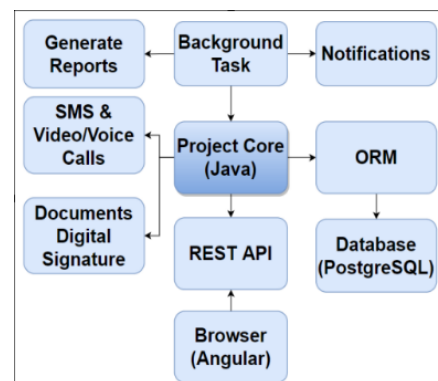 Generate
Reports
Background
Task
Notifications
SMS &
Video/Voice
Calls
Project Core
(Java)
ORM
Documents
Digital
Signature
REST API
Database
(PostgreSQL)
Browser
(Angular)